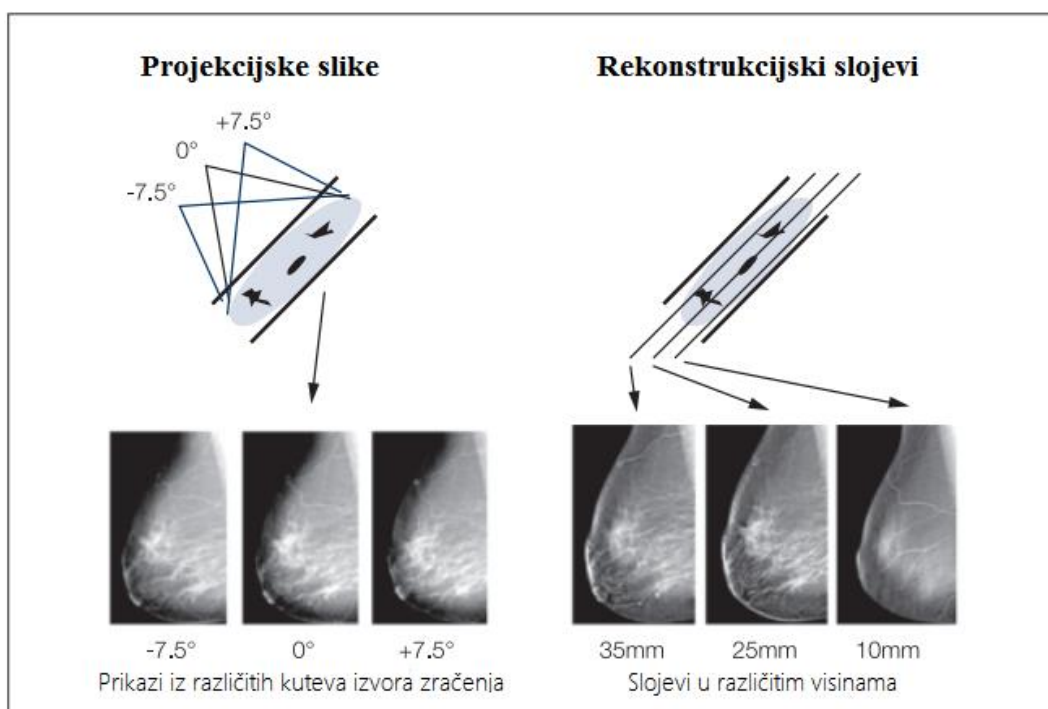 Projekcijske slike
+7.5°
0°
-7.5°
-7.5°
0°
+7.5°
Prikazi iz različitih kuteva izvora zračenja
Rekonstrukcijski slojevi
35mm
25mm
10mm
Slojevi u različitim visinama